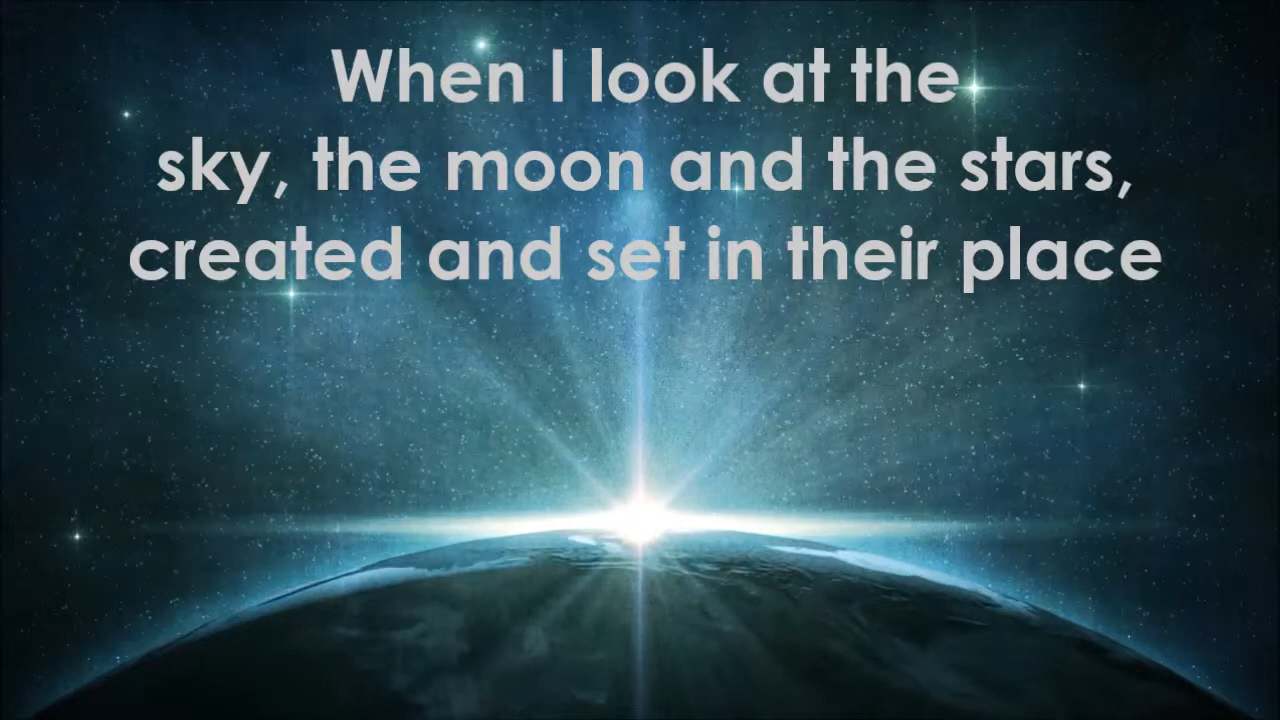 When I look at the
sky, the moon and the stars,
created and set in their place